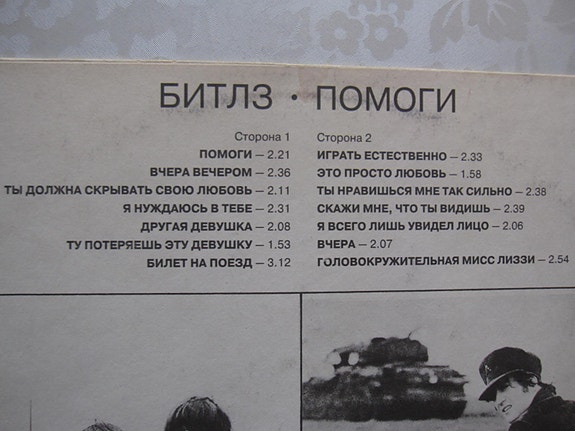 БИТЛЗ • ПОМОГИ
Сторона 1
ПОМОГИ — 2.21
ВЧЕРА ВЕЧЕРОМ — 2.36
ТЫ ДОЛЖНА СКРЫВАТЬ СВОЮ ЛЮБОВЬ — 2.11
Я НУЖДАЮСЬ В ТЕБЕ — 2.31
ДРУГАЯ ДЕВУШКА — 2.08
ТУ ПОТЕРЯЕШЬ ЭТУ ДЕВУШКУ — 1.53
БИЛЕТ НА ПОЕЗД — 3.12
Сторона 2
ИГРАТЬ ЕСТЕСТВЕННО — 2.33
ЭТО ПРОСТО ЛЮБОВЬ — 1.58
ТЫ НРАВИШЬСЯ МНЕ ТАК СИЛЬНО — 2.38
СКАЖИ МНЕ, ЧТО ТЫ ВИДИШЬ — 2.39
Я ВСЕГО ЛИШЬ УВИДЕЛ ЛИЦО — 2.06
ВЧЕРА — 2.07
ГОЛОВОКРУЖИТЕЛЬНАЯ МИСС ЛИЗЗИ — 2.54